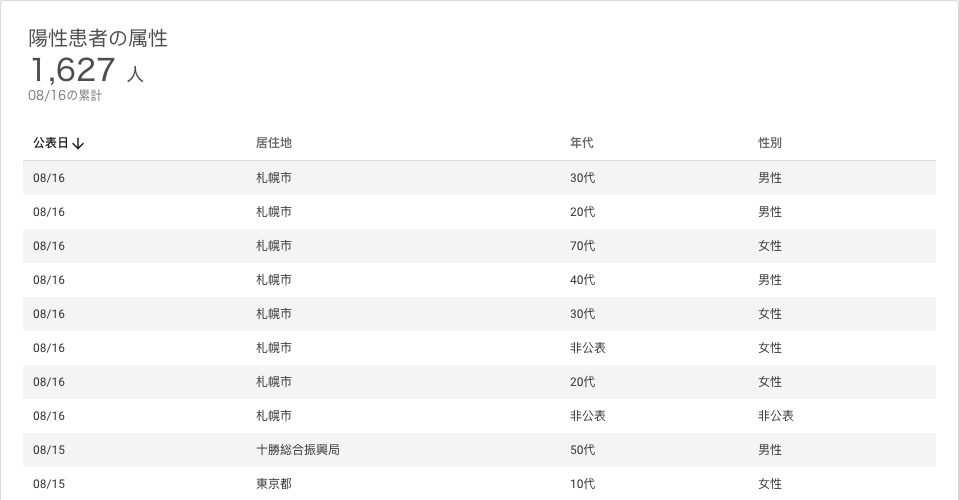 陽性患者の属性
1,627 人
08/16の累計
公表日↓ 居住地 年代 性別
08/16 札幌市 30代 男性
08/16 札幌市 20代 男性
08/16 札幌市 70代 女性
08/16 札幌市 40代 男性
08/16 札幌市 30代 女性
08/16 札幌市 非公表 女性
08/16 札幌市 20代 女性
08/16 札幌市 非公表 非公表
08/15 十勝総合振興局 50代 男性
08/15 東京都 10代 女性